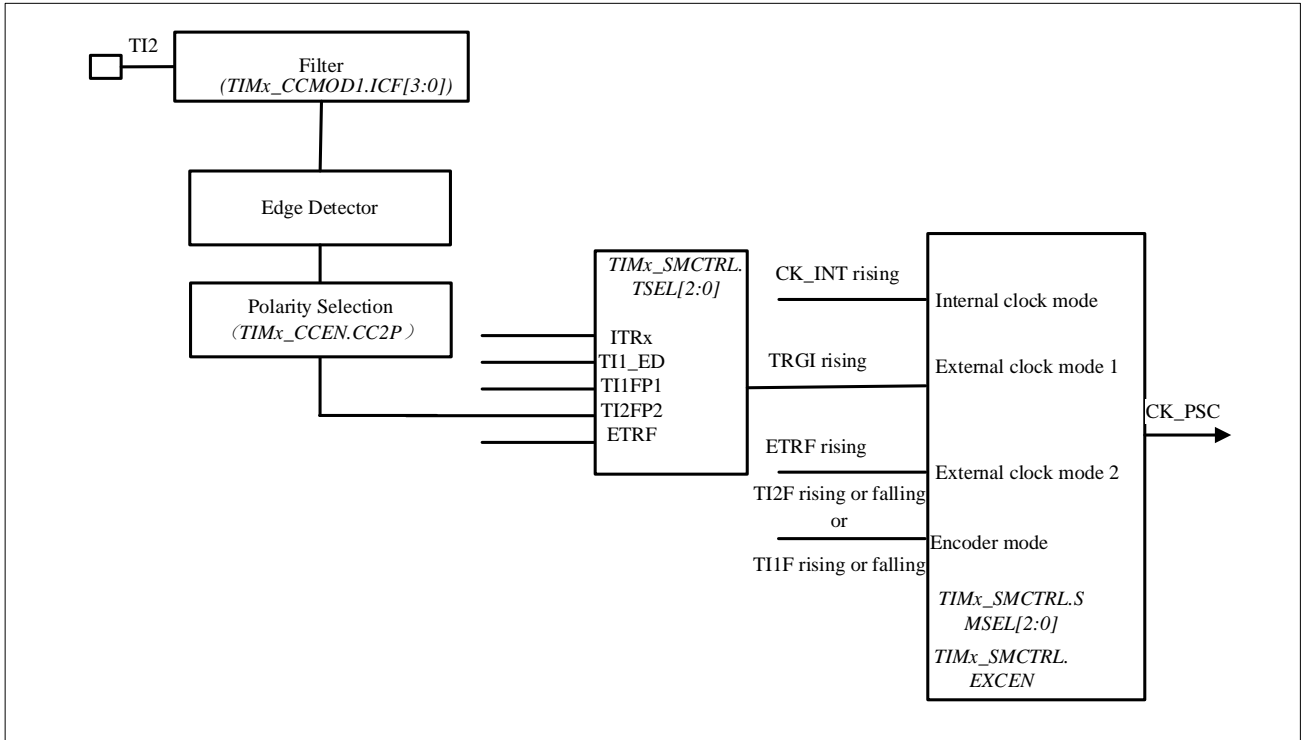 TI2
Filter
(TIMx_CCMOD1.ICF[3:0])
Edge Detector
Polarity Selection
（TIMx_CCEN.CC2P）
TIMx_SMCTRL.
TSEL[2:0]
ITRx
TI1_ED
TI1FP1
TI2FP2
ETRF
CK_INT rising
TRGI rising
ETRF rising
TI2F rising or falling
or
TI1F rising or falling
Internal clock mode
External clock mode 1
External clock mode 2
Encoder mode
TIMx_SMCTRL.S
MSEL[2:0]
TIMx_SMCTRL.
EXCEN
CK_PSC